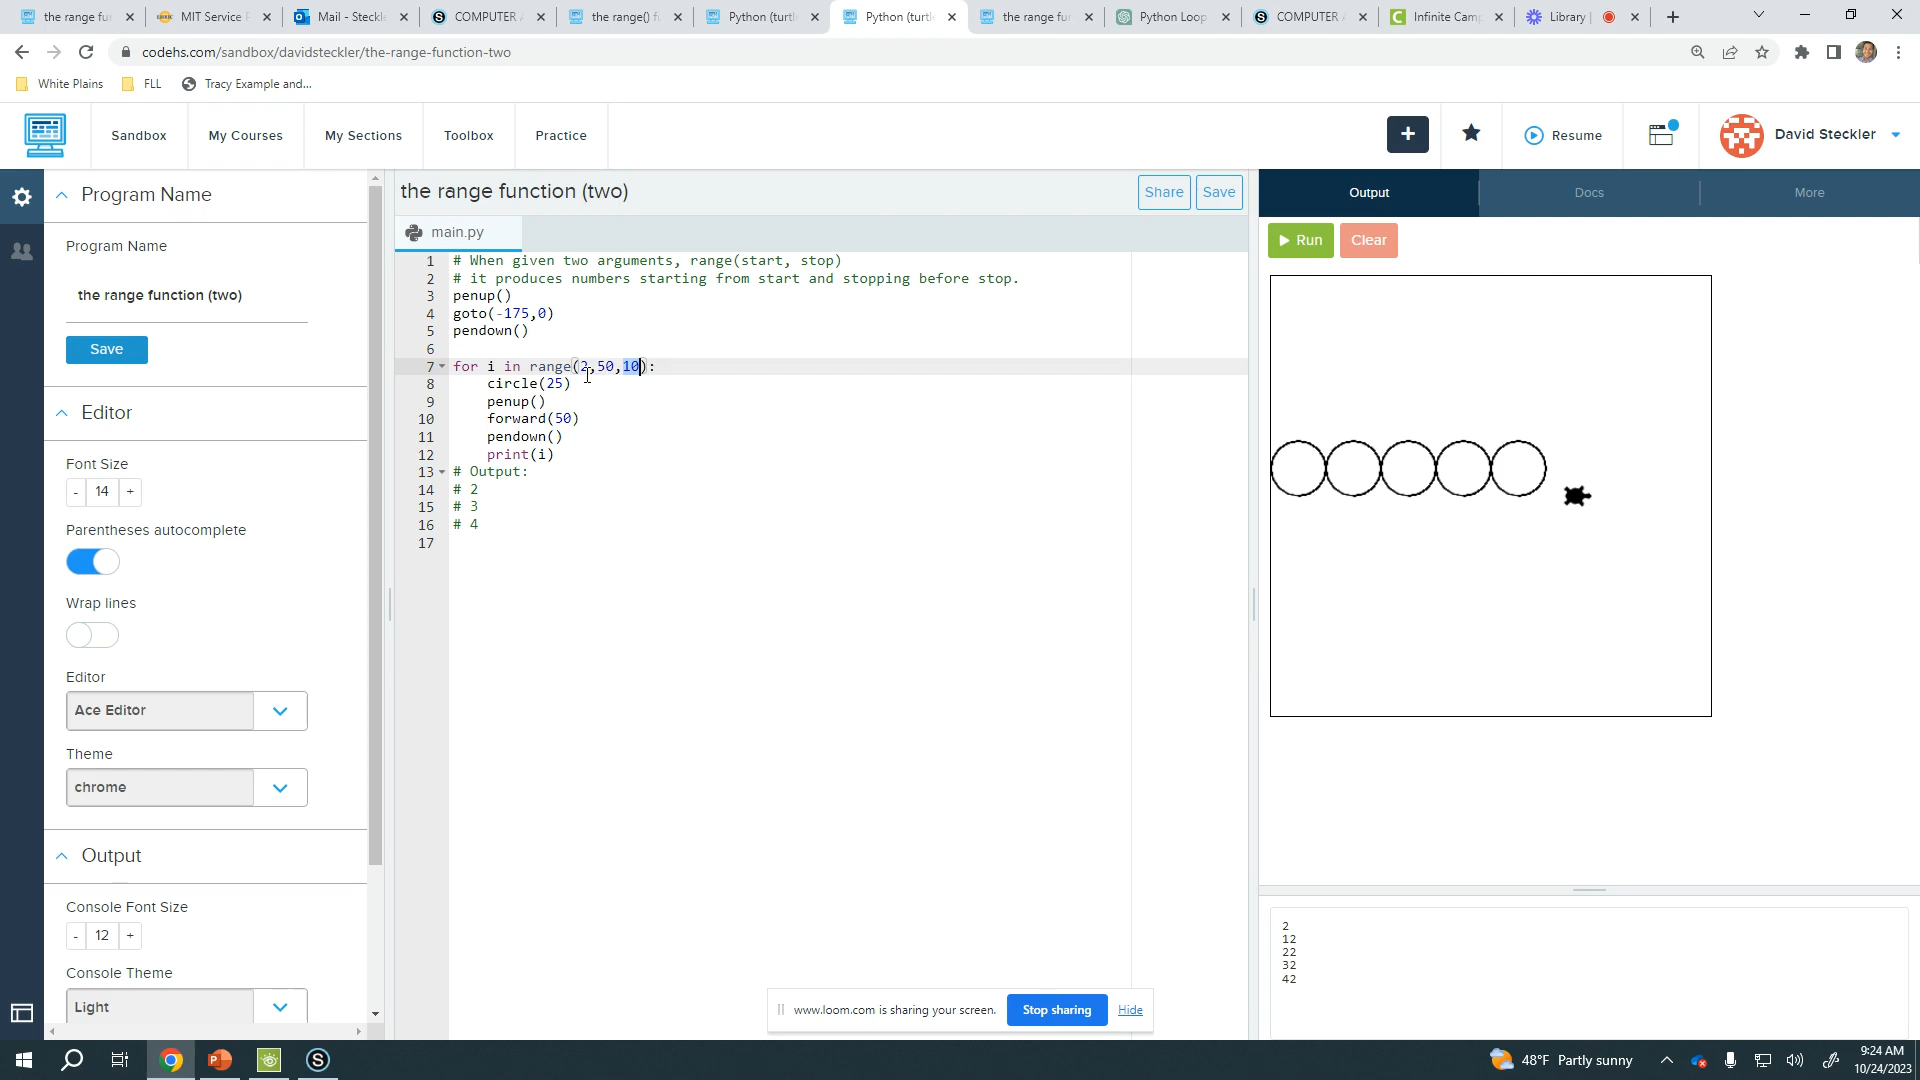 the range fur
MIT Service F
Mail - Steckle
COMPUTER A
the range() f
Python (turtl
Python (turtl
the range fur
Python Loop
COMPUTER A
Infinite Camp
Library |
codehs.com/sandbox/davidsteckler/the-range-function-two
White Plains
FLL
Tracy Example and...
Sandbox
My Courses
My Sections
Toolbox
Practice
+
Resume
David Steckler
Program Name
Program Name
the range function (two)
Save
Editor
Font Size
- 14 +
Parentheses autocomplete
Wrap lines
Editor
Ace Editor
Theme
chrome
Output
Console Font Size
- 12 +
Console Theme
Light
the range function (two)
Share
Save
main.py
1 # When given two arguments, range(start, stop)
2 # it produces numbers starting from start and stopping before stop.
3 penup()
4 goto(-175,0)
5 pendown()
6
7 for i in range(2,50,10):
8 circle(25)
9 penup()
10 forward(50)
11 pendown()
12 print(i)
13 # Output:
14 # 2
15 # 3
16 # 4
17
Output
Docs
More
Run
Clear
2
12
22
32
42
www.loom.com is sharing your screen.
Stop sharing
Hide
48°F Partly sunny
9:24 AM
10/24/2023